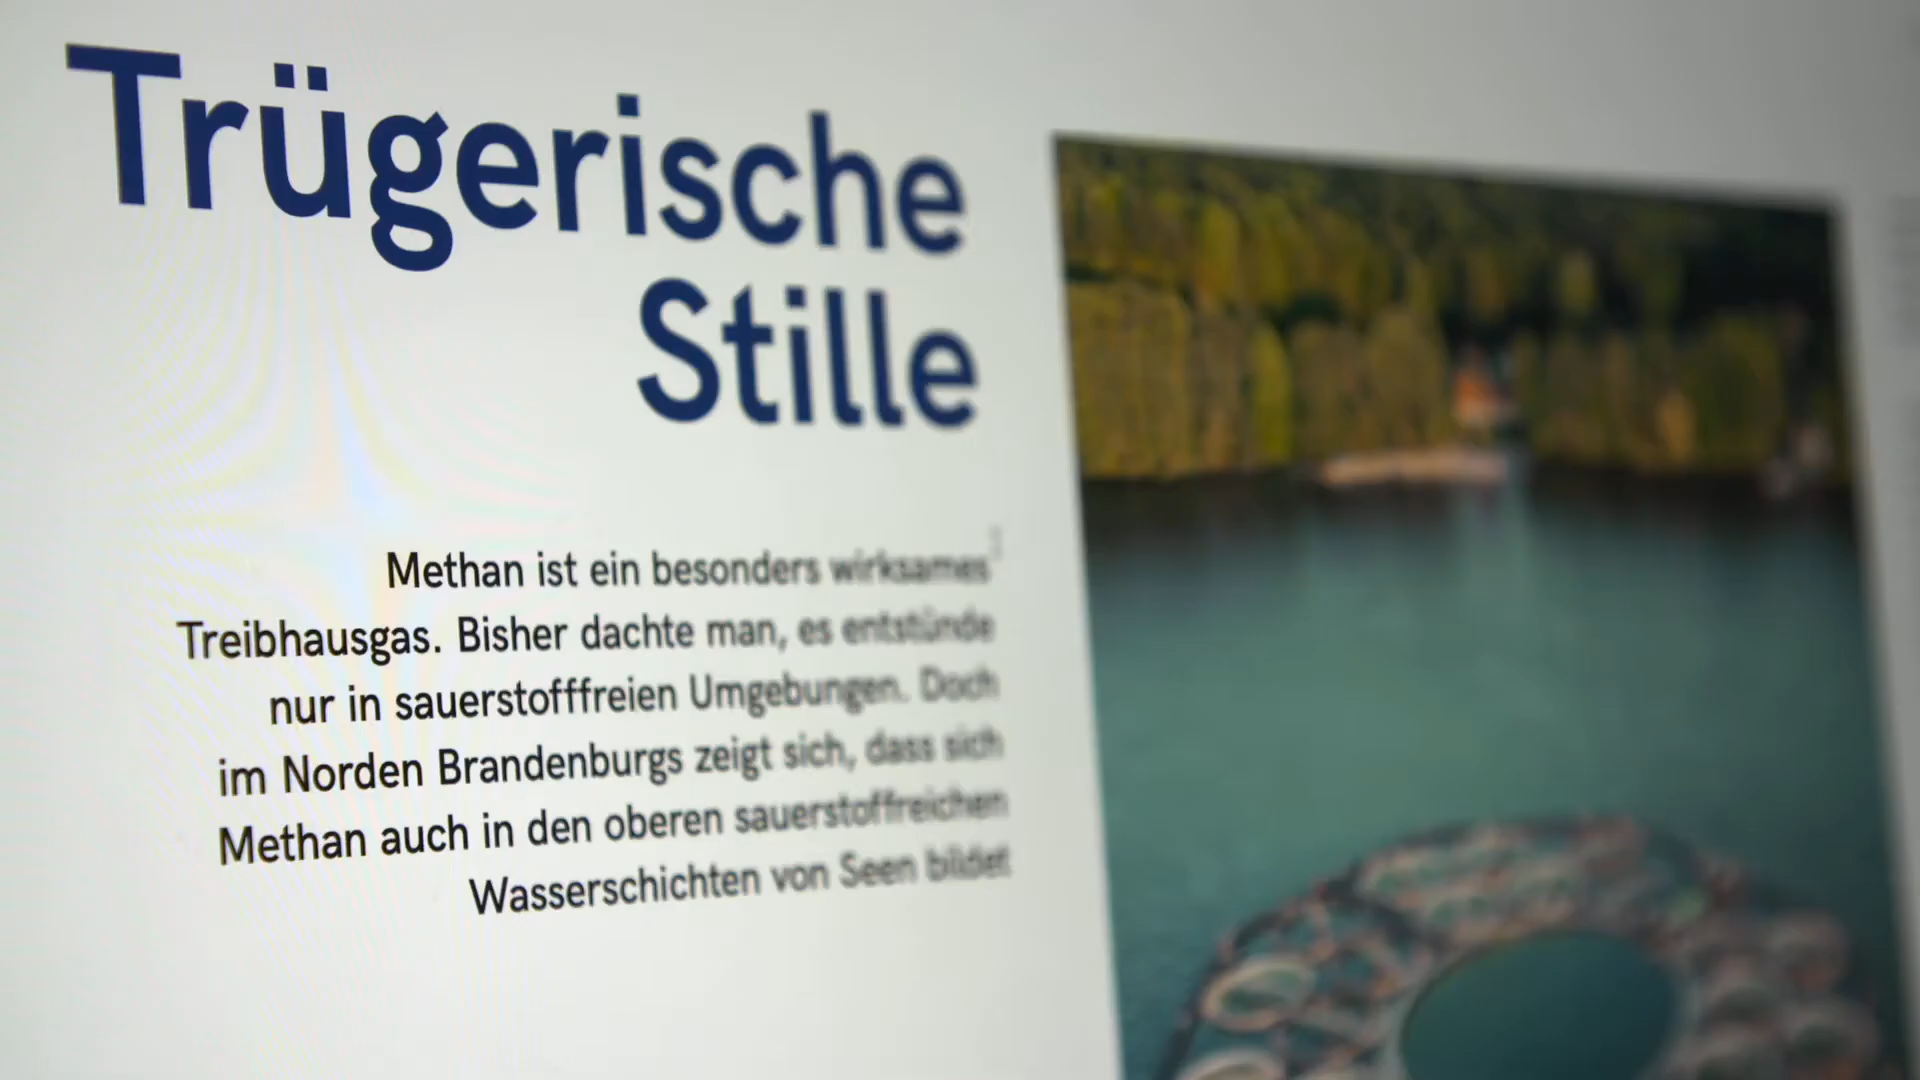 Trügerische
Stille
Methan ist ein besonders wirksames
Treibhausgas. Bisher dachte man, es entstünde
nur in sauerstofffreien Umgebungen. Doch
im Norden Brandenburgs zeigt sich, dass sich
Methan auch in den oberen sauerstoffreichen
Wasserschichten von Seen bildet